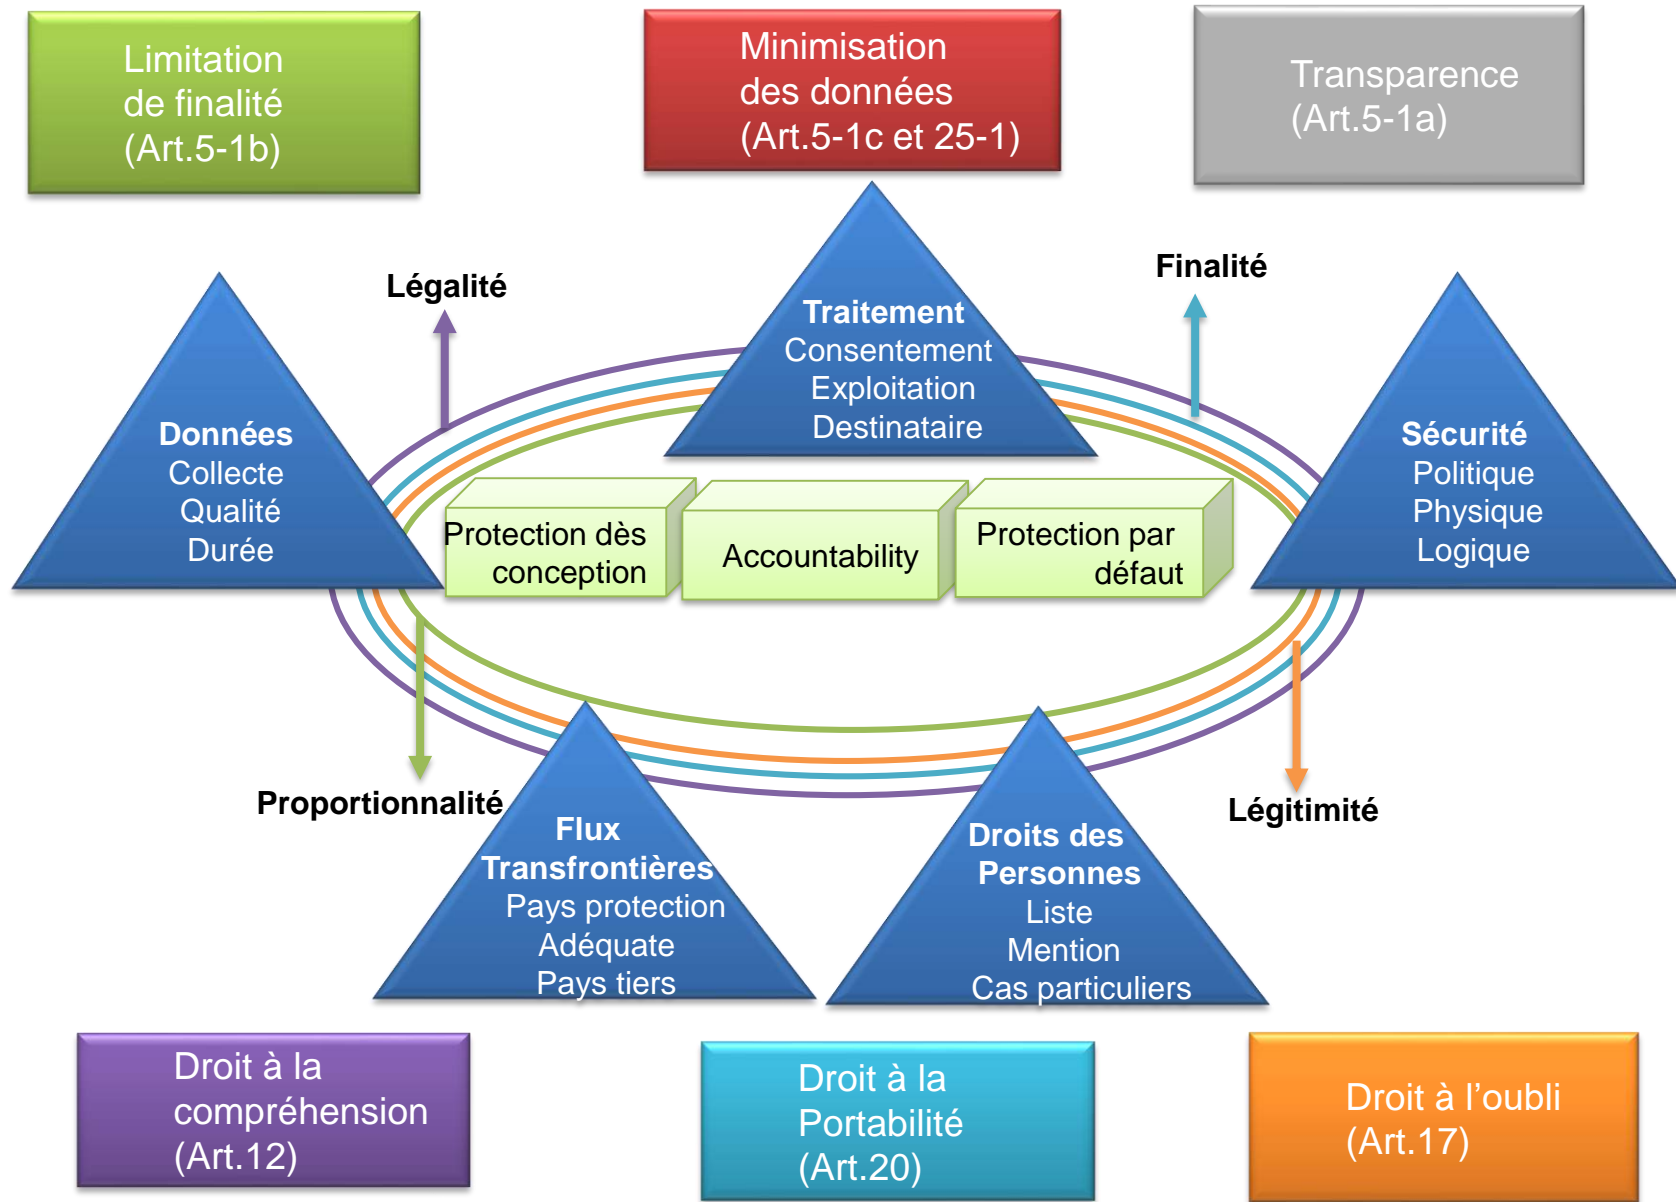 Limitation
de finalité
(Art.5-1b)
Minimisation
des données
(Art.5-1c et 25-1)
Transparence
(Art.5-1a)
Légalité
Finalité
Données
Collecte
Qualité
Durée
Traitement
Consentement
Exploitation
Destinataire
Sécurité
Politique
Physique
Logique
Protection dès
conception
Accountability
Protection par
défaut
Proportionnalité
Légitimité
Flux
Transfrontières
Pays protection
Adéquate
Pays tiers
Droits des
Personnes
Liste
Mention
Cas particuliers
Droit à la
compréhension
(Art.12)
Droit à la
Portabilité
(Art.20)
Droit à l’oubli
(Art.17)